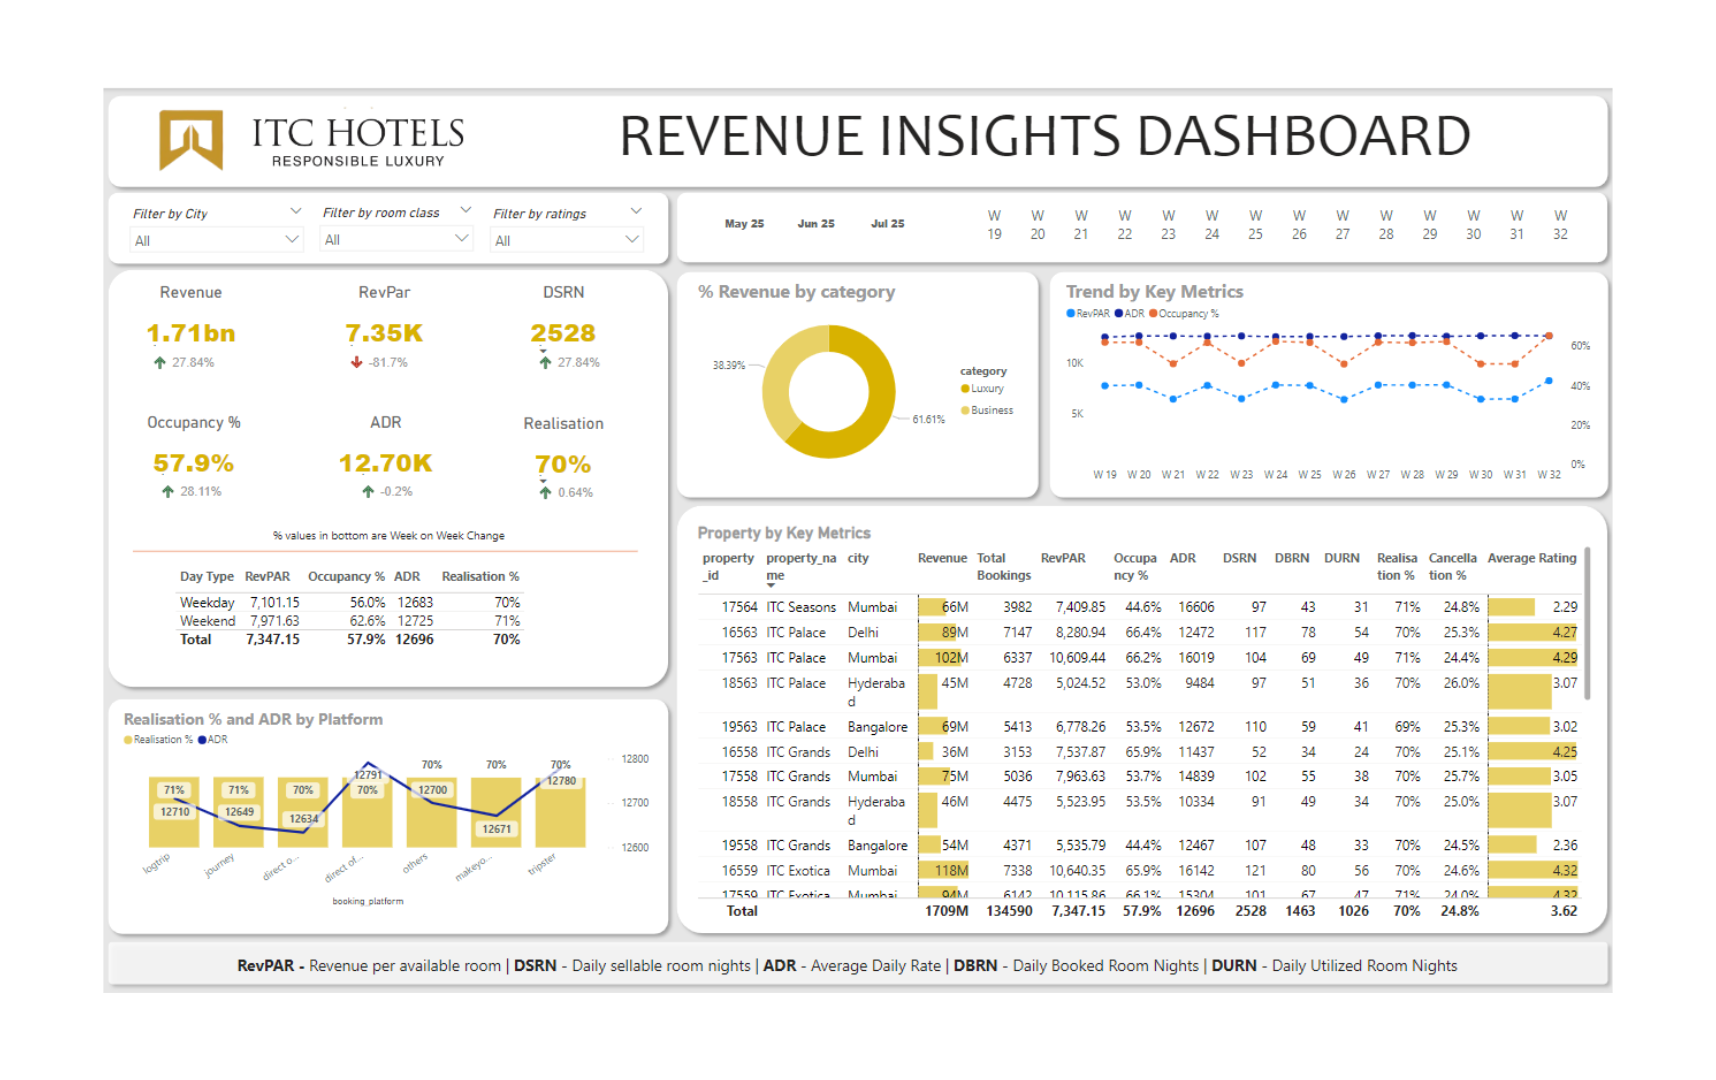 ITC HOTELS
RESPONSIBLE LUXURY
REVENUE INSIGHTS DASHBOARD
Filter by City
All
Filter by room class
All
Filter by ratings
All
May 25 Jun 25 Jul 25
W 19 W 20 W 21 W 22 W 23 W 24 W 25 W 26 W 27 W 28 W 29 W 30 W 31 W 32
Revenue RevPar DSRN
1.71bn 7.35K 2528
27.84% -81.7% 27.84%
Occupancy % ADR Realisation
57.9% 12.70K 70%
28.11% -0.2% 0.64%
% values in bottom are Week on Week Change
Day Type RevPAR Occupancy % ADR Realisation %
Weekday 7,101.15 56.0% 12683 70%
Weekend 7,971.63 62.6% 12725 71%
Total 7,347.15 57.9% 12696 70%
Realisation % and ADR by Platform
Realisation % ADR
71% 71% 70% 70% 70% 70% 70%
12710 12649 12634 12791 12700 12671 12780
12800
12700
12600
logtrip journey direct o... direct of... others makeyo... tripster
booking_platform
% Revenue by category
38.39%
61.61%
category
Luxury
Business
Trend by Key Metrics
RevPAR ADR Occupancy %
10K
5K
60%
40%
20%
0%
W 19 W 20 W 21 W 22 W 23 W 24 W 25 W 26 W 27 W 28 W 29 W 30 W 31 W 32
Property by Key Metrics
property_id property_name city Revenue Total Bookings RevPAR Occupancy % ADR DSRN DBRN DURN Realisation % Cancellation % Average Rating
17564 ITC Seasons Mumbai 66M 3982 7,409.85 44.6% 16606 97 43 31 71% 24.8% 2.29
16563 ITC Palace Delhi 89M 7147 8,280.94 66.4% 12472 117 78 54 70% 25.3% 4.27
17563 ITC Palace Mumbai 102M 6337 10,609.44 66.2% 16019 104 69 49 71% 24.4% 4.29
18563 ITC Palace Hyderabad 45M 4728 5,024.52 53.0% 9484 97 51 36 70% 26.0% 3.07
19563 ITC Palace Bangalore 69M 5413 6,778.26 53.5% 12672 110 59 41 69% 25.3% 3.02
16558 ITC Grands Delhi 36M 3153 7,537.87 65.9% 11437 52 34 24 70% 25.1% 4.25
17558 ITC Grands Mumbai 75M 5036 7,963.63 53.7% 14839 102 55 38 70% 25.7% 3.05
18558 ITC Grands Hyderabad 46M 4475 5,523.95 53.5% 10334 91 49 34 70% 25.0% 3.07
19558 ITC Grands Bangalore 54M 4371 5,535.79 44.4% 12467 107 48 33 70% 24.5% 2.36
16559 ITC Exotica Mumbai 118M 7338 10,640.35 65.9% 16142 121 80 56 70% 24.6% 4.32
17559 ITC Exotica Mumbai 94M 6142 10,115.86 66.1% 15304 101 67 47 71% 24.0% 4.32
Total 1709M 134590 7,347.15 57.9% 12696 2528 1463 1026 70% 24.8% 3.62
RevPAR - Revenue per available room | DSRN - Daily sellable room nights | ADR - Average Daily Rate | DBRN - Daily Booked Room Nights | DURN - Daily Utilized Room Nights